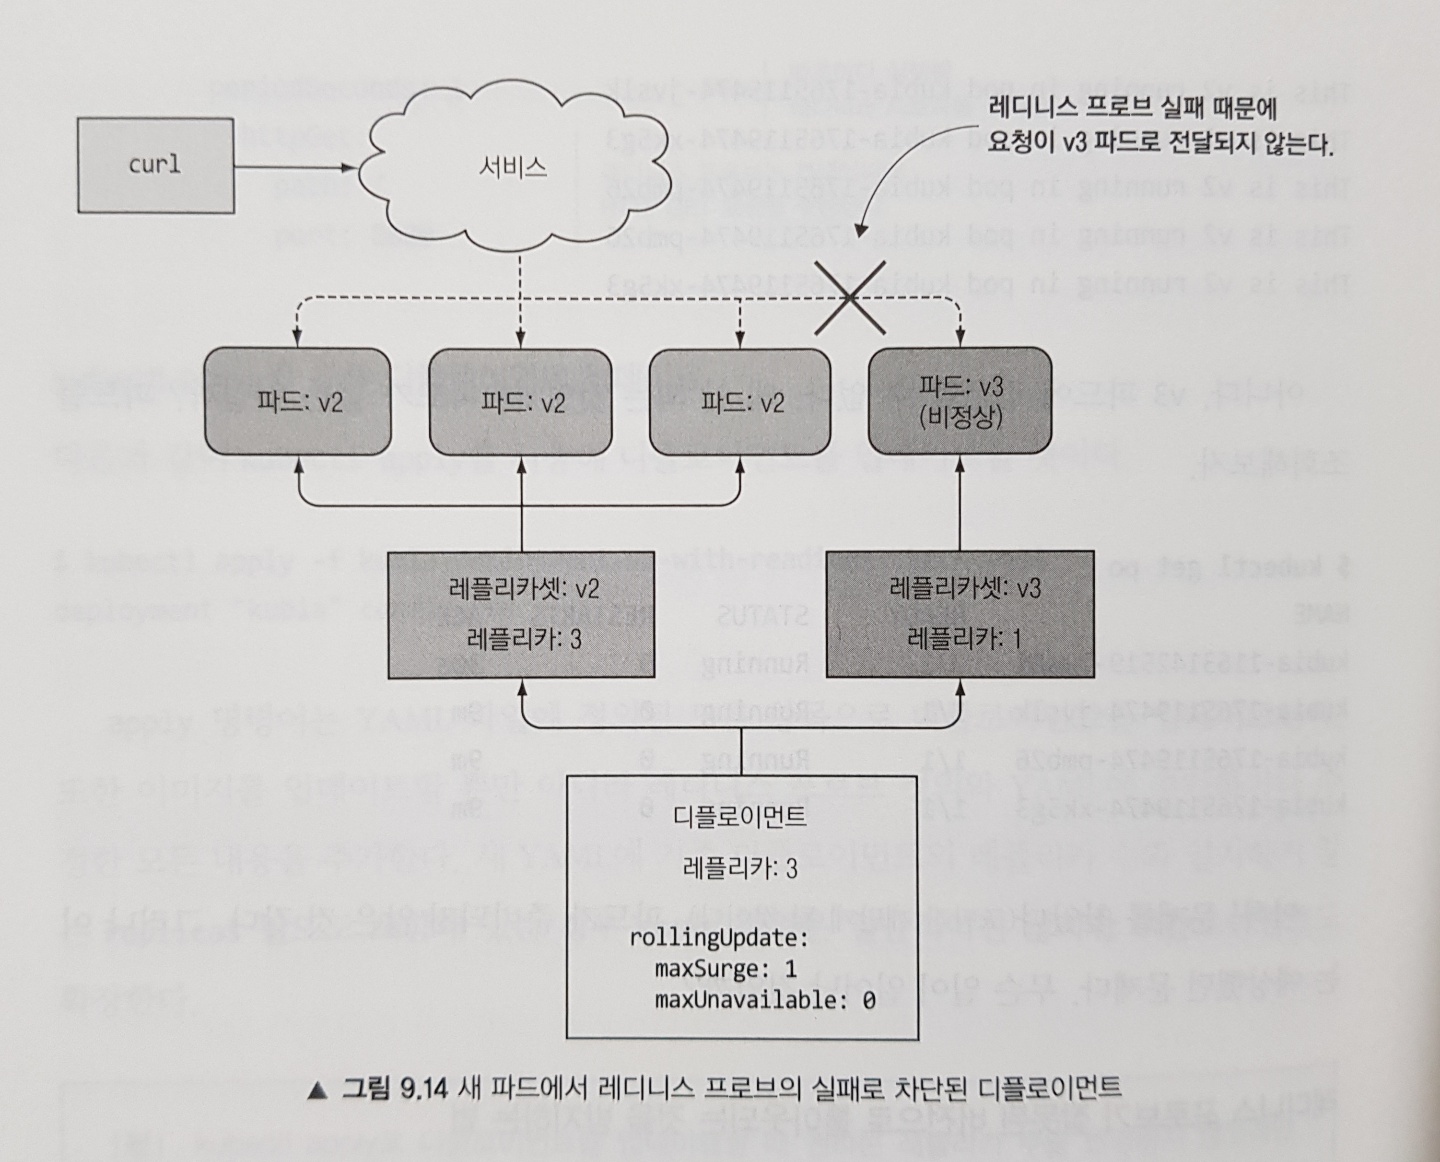 curl
서비스
레디니스 프로브 실패 때문에
요청이 v3 파드로 전달되지 않는다.
파드: v2
파드: v2
파드: v2
파드: v3
(비정상)
레플리카셋: v2
레플리카: 3
레플리카셋: v3
레플리카: 1
디플로이먼트
레플리카: 3
rollingUpdate:
maxSurge: 1
maxUnavailable: 0
▲ 그림 9.14 새 파드에서 레디니스 프로브의 실패로 차단된 디플로이먼트